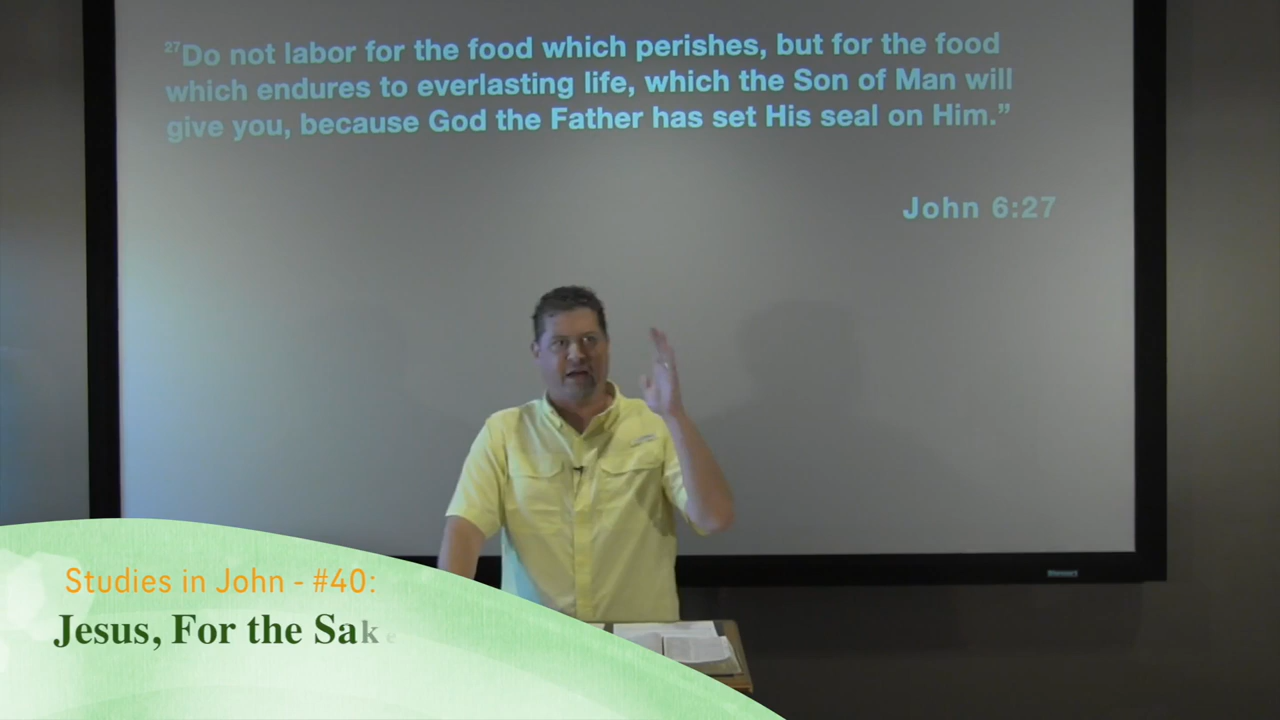 27Do not labor for the food which perishes, but for the food
which endures to everlasting life, which the Son of Man will
give you, because God the Father has set His seal on Him.”
John 6:27
Studies in John - #40:
Jesus, For the Sake